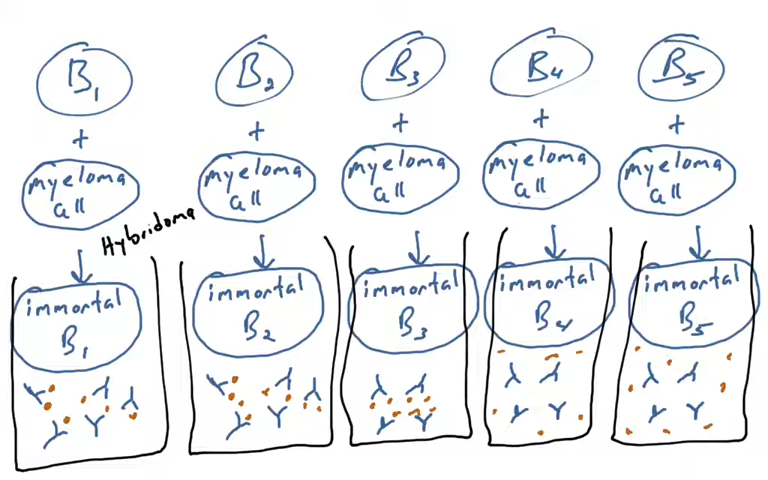 B1 B2 B3 B4 B5
+ + + + +
myeloma myeloma myeloma myeloma myeloma
cell cell cell cell cell
Hybridoma
immortal immortal immortal immortal immortal
B1 B2 B3 B4 B5